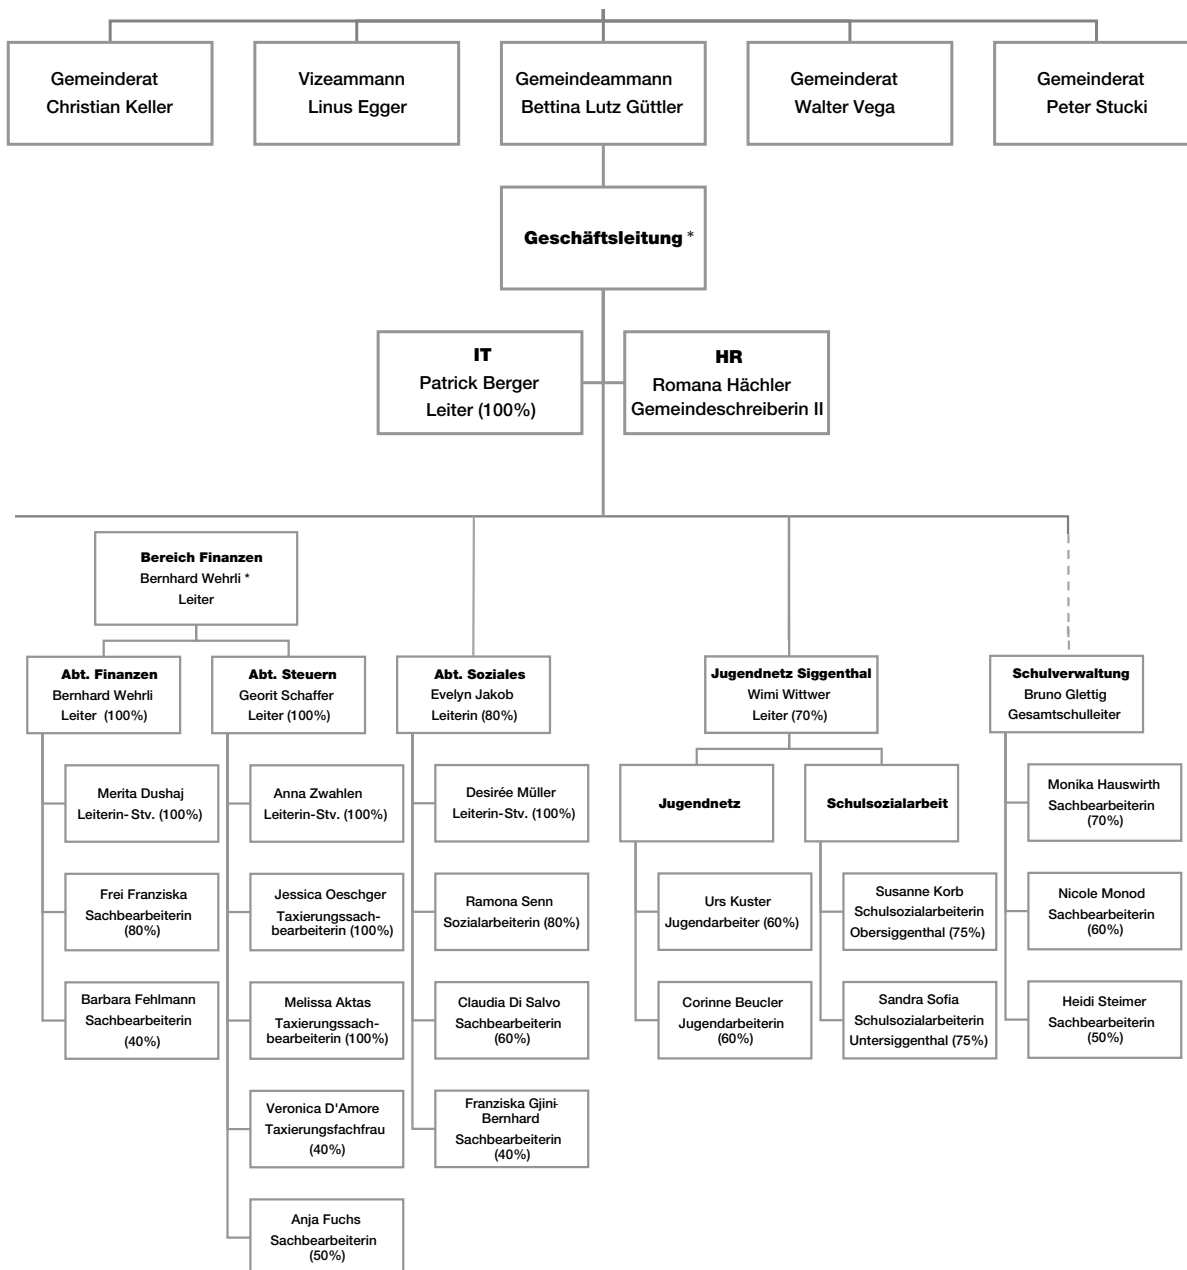 Gemeinderat
Christian Keller
Vizeammann
Linus Egger
Gemeindeammann
Bettina Lutz Güttler
Gemeinderat
Walter Vega
Gemeinderat
Peter Stucki
Geschäftsleitung *
IT
Patrick Berger
Leiter (100%)
HR
Romana Hächler
Gemeindeschreiberin II
Bereich Finanzen
Bernhard Wehrli *
Leiter
Abt. Finanzen
Bernhard Wehrli
Leiter (100%)
Merita Dushaj
Leiterin-Stv. (100%)
Frei Franziska
Sachbearbeiterin
(80%)
Barbara Fehlmann
Sachbearbeiterin
(40%)
Abt. Steuern
Georit Schaffer
Leiter (100%)
Anna Zwahlen
Leiterin-Stv. (100%)
Jessica Oeschger
Taxierungssach-
bearbeiterin (100%)
Melissa Aktas
Taxierungssach-
bearbeiterin (100%)
Veronica D'Amore
Taxierungsfachfrau
(40%)
Anja Fuchs
Sachbearbeiterin
(50%)
Abt. Soziales
Evelyn Jakob
Leiterin (80%)
Desirée Müller
Leiterin-Stv. (100%)
Ramona Senn
Sozialarbeiterin (80%)
Claudia Di Salvo
Sachbearbeiterin
(60%)
Franziska Gjini-
Bernhard
Sachbearbeiterin
(40%)
Jugendnetz Siggenthal
Wimi Wittwer
Leiter (70%)
Jugendnetz
Urs Kuster
Jugendarbeiter (60%)
Corinne Beucler
Jugendarbeiterin
(60%)
Schulsozialarbeit
Susanne Korb
Schulsozialarbeiterin
Obersiggenthal (75%)
Sandra Sofia
Schulsozialarbeiterin
Untersiggenthal (75%)
Schulverwaltung
Bruno Glettig
Gesamtschulleiter
Monika Hauswirth
Sachbearbeiterin
(70%)
Nicole Monod
Sachbearbeiterin
(60%)
Heidi Steimer
Sachbearbeiterin
(50%)